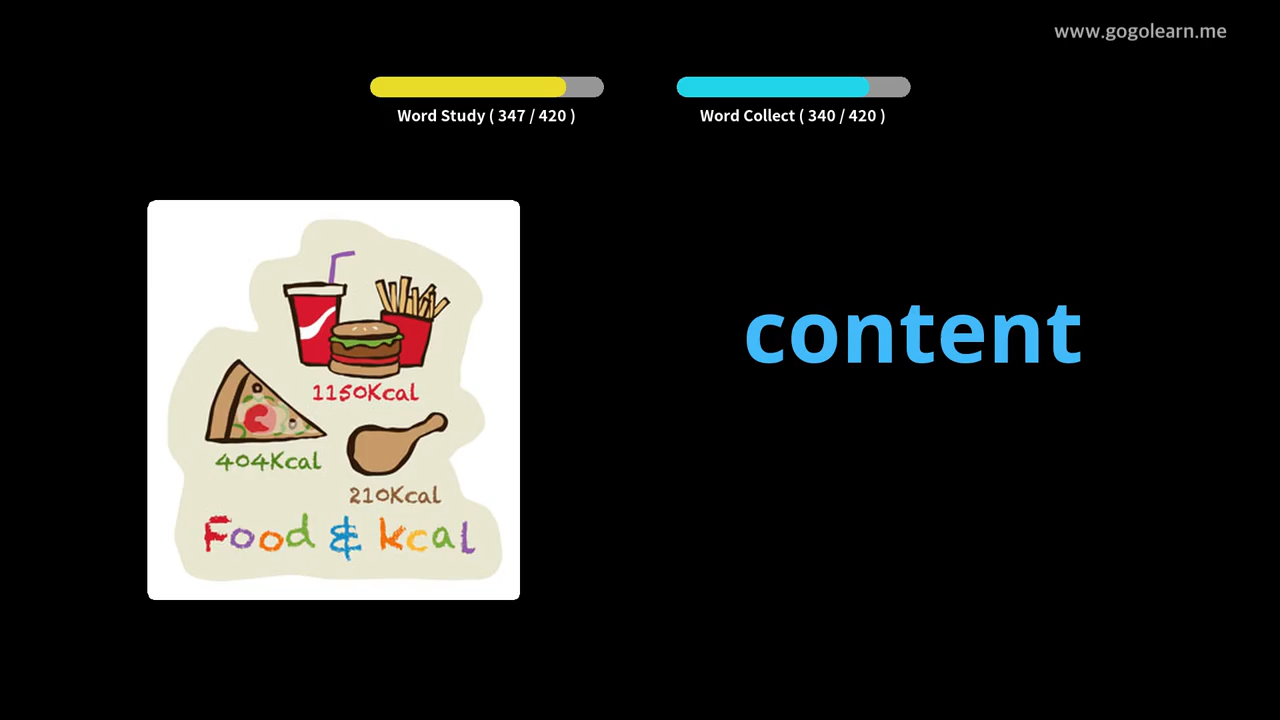 www.gogolearn.me
Word Study ( 347 / 420 )
Word Collect ( 340 / 420 )
1150Kcal
404Kcal
210Kcal
Food & kcal
content